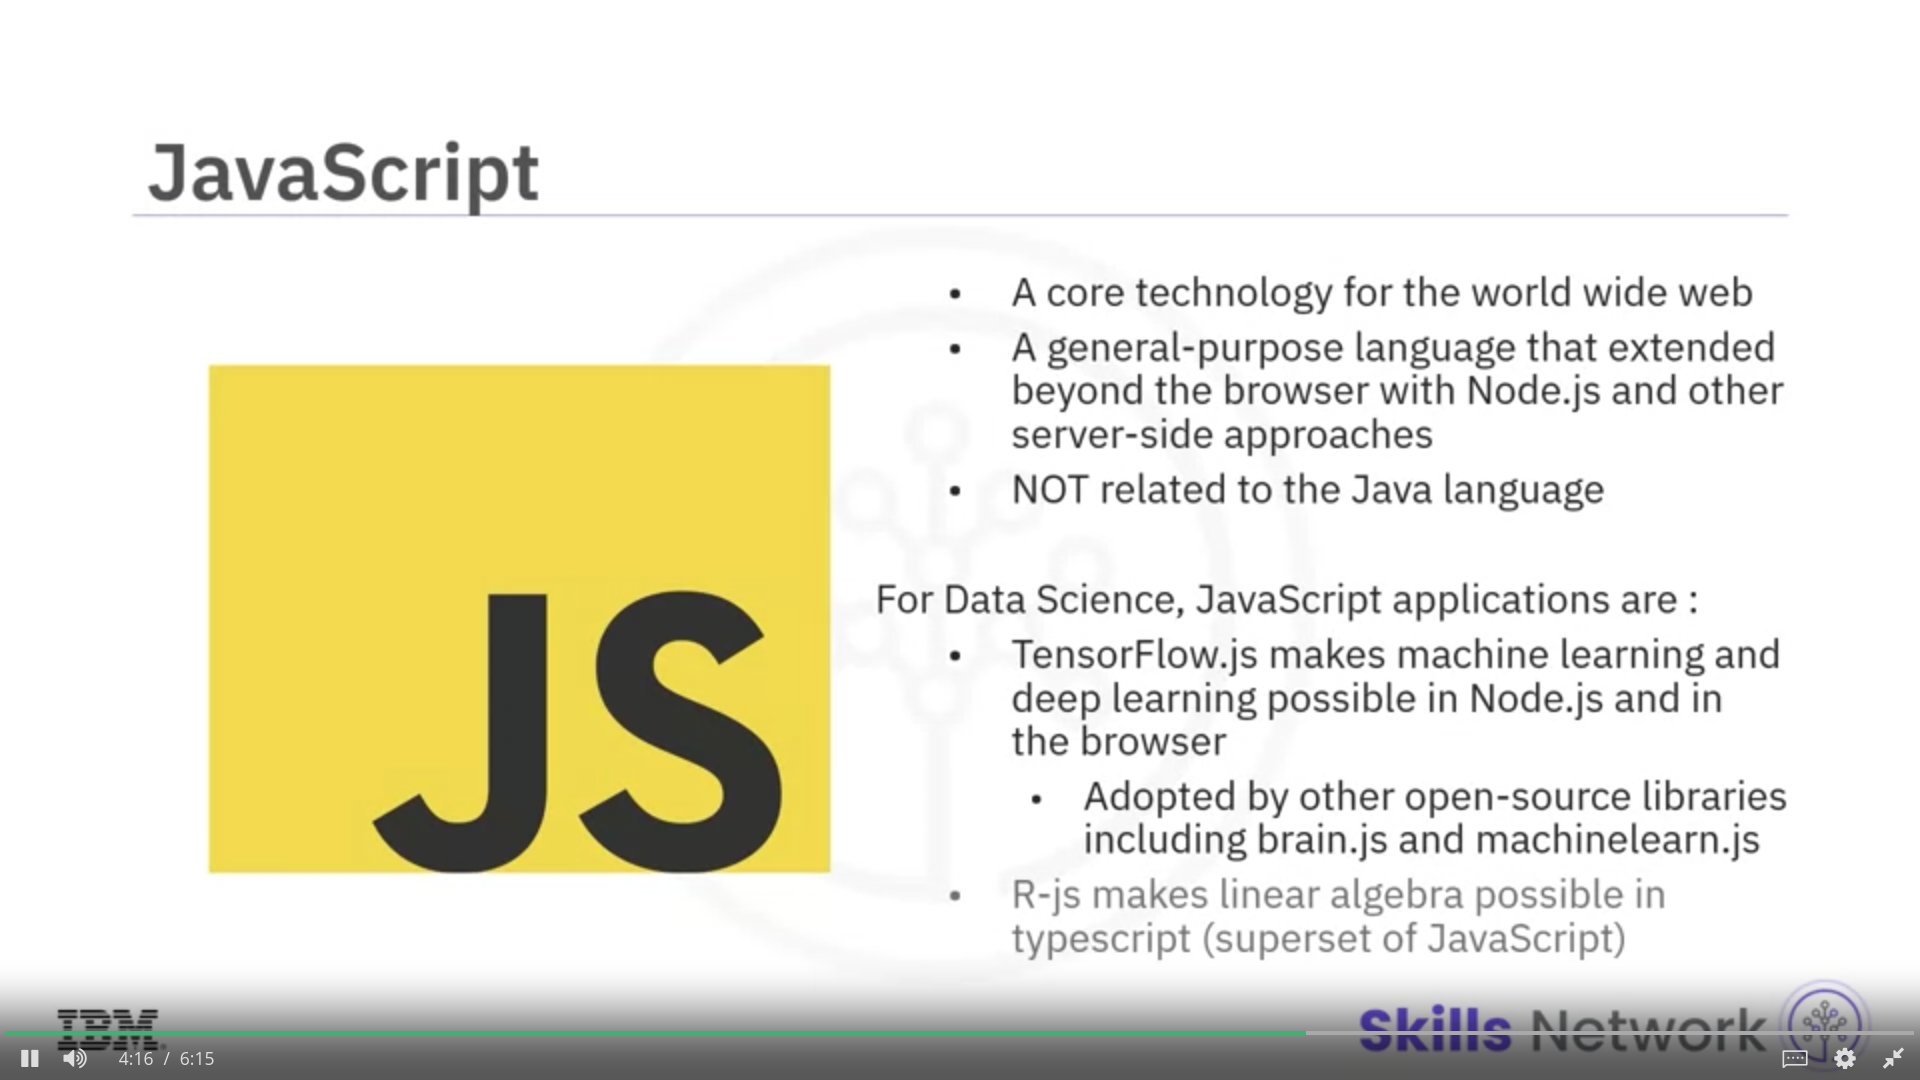 JavaScript
• A core technology for the world wide web
• A general-purpose language that extended
beyond the browser with Node.js and other
server-side approaches
• NOT related to the Java language
For Data Science, JavaScript applications are :
• TensorFlow.js makes machine learning and
deep learning possible in Node.js and in
the browser
• Adopted by other open-source libraries
including brain.js and machinelearn.js
• R-js makes linear algebra possible in
typescript (superset of JavaScript)
JS
IBM.
Skills Network
4:16 / 6:15